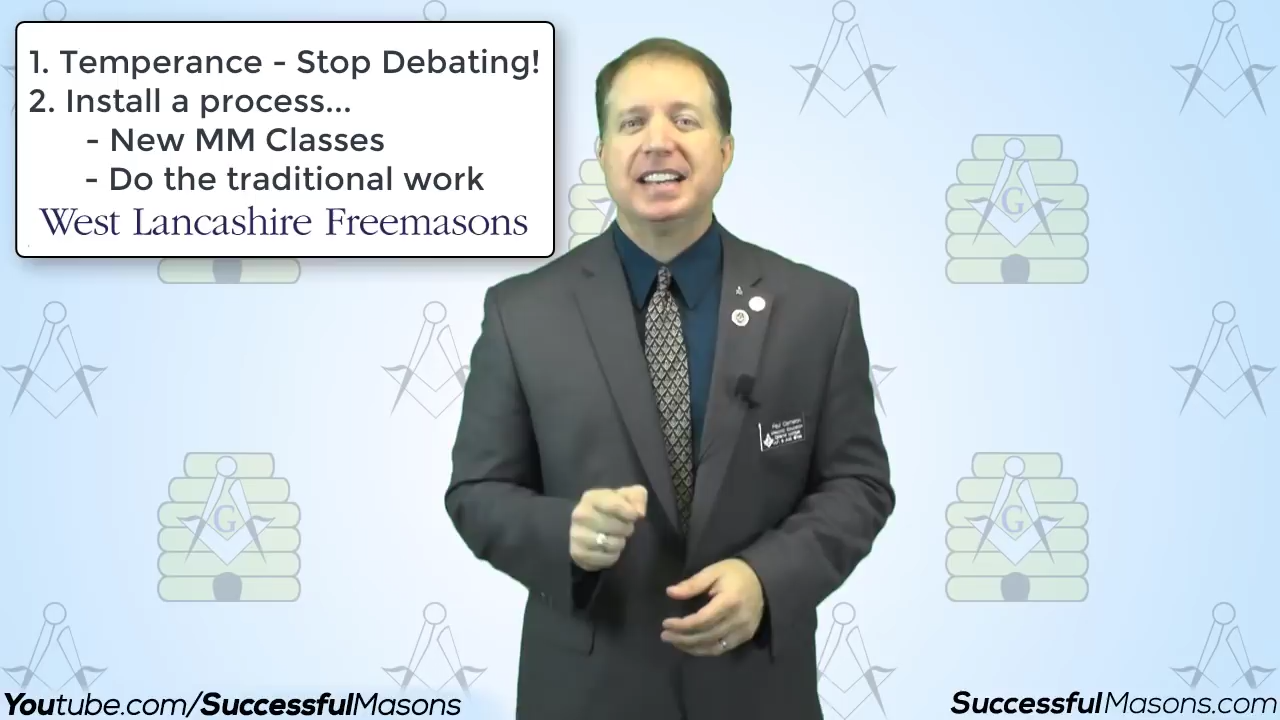 1. Temperance - Stop Debating!
2. Install a process...
- New MM Classes
- Do the traditional work
West Lancashire Freemasons
G
G
G
Youtube.com/SuccessfulMasons
SuccessfulMasons.com